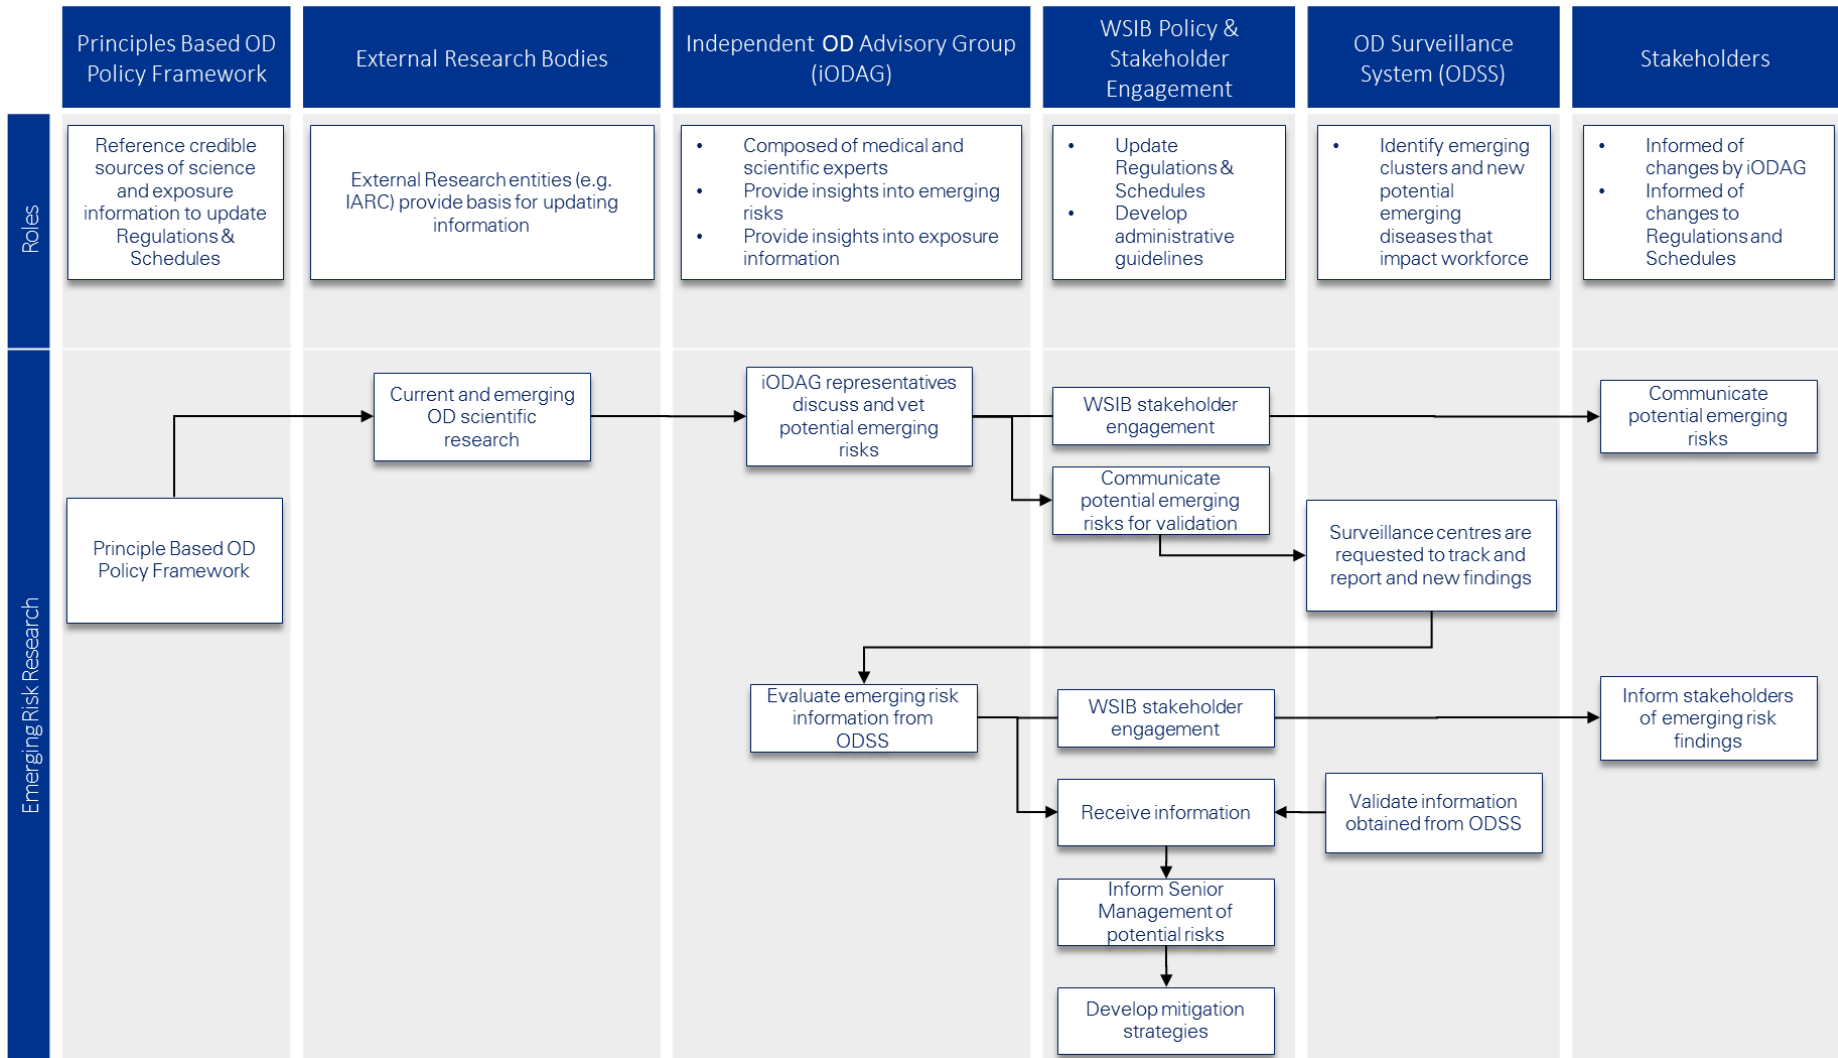 Principles Based OD
Policy Framework
External Research Bodies
Independent OD Advisory Group
(iODAG)
WSIB Policy &
Stakeholder
Engagement
OD Surveillance
System (ODSS)
Stakeholders
Roles
Reference credible
sources of science
and exposure
information to update
Regulations &
Schedules
External Research entities (e.g.
IARC) provide basis for updating
information
• Composed of medical and
scientific experts
• Provide insights into emerging
risks
• Provide insights into exposure
information
• Update
Regulations &
Schedules
• Develop
administrative
guidelines
• Identify emerging
clusters and new
potential
emerging
diseases that
impact workforce
• Informed of
changes by iODAG
• Informed of
changes to
Regulations and
Schedules
Emerging Risk Research
Principle Based OD
Policy Framework
Current and emerging
OD scientific
research
iODAG representatives
discuss and vet
potential emerging
risks
WSIB stakeholder
engagement
Communicate
potential emerging
risks
Communicate
potential emerging
risks for validation
Surveillance centres are
requested to track and
report and new findings
Evaluate emerging risk
information from
ODSS
WSIB stakeholder
engagement
Inform stakeholders
of emerging risk
findings
Receive information
Validate information
obtained from ODSS
Inform Senior
Management of
potential risks
Develop mitigation
strategies